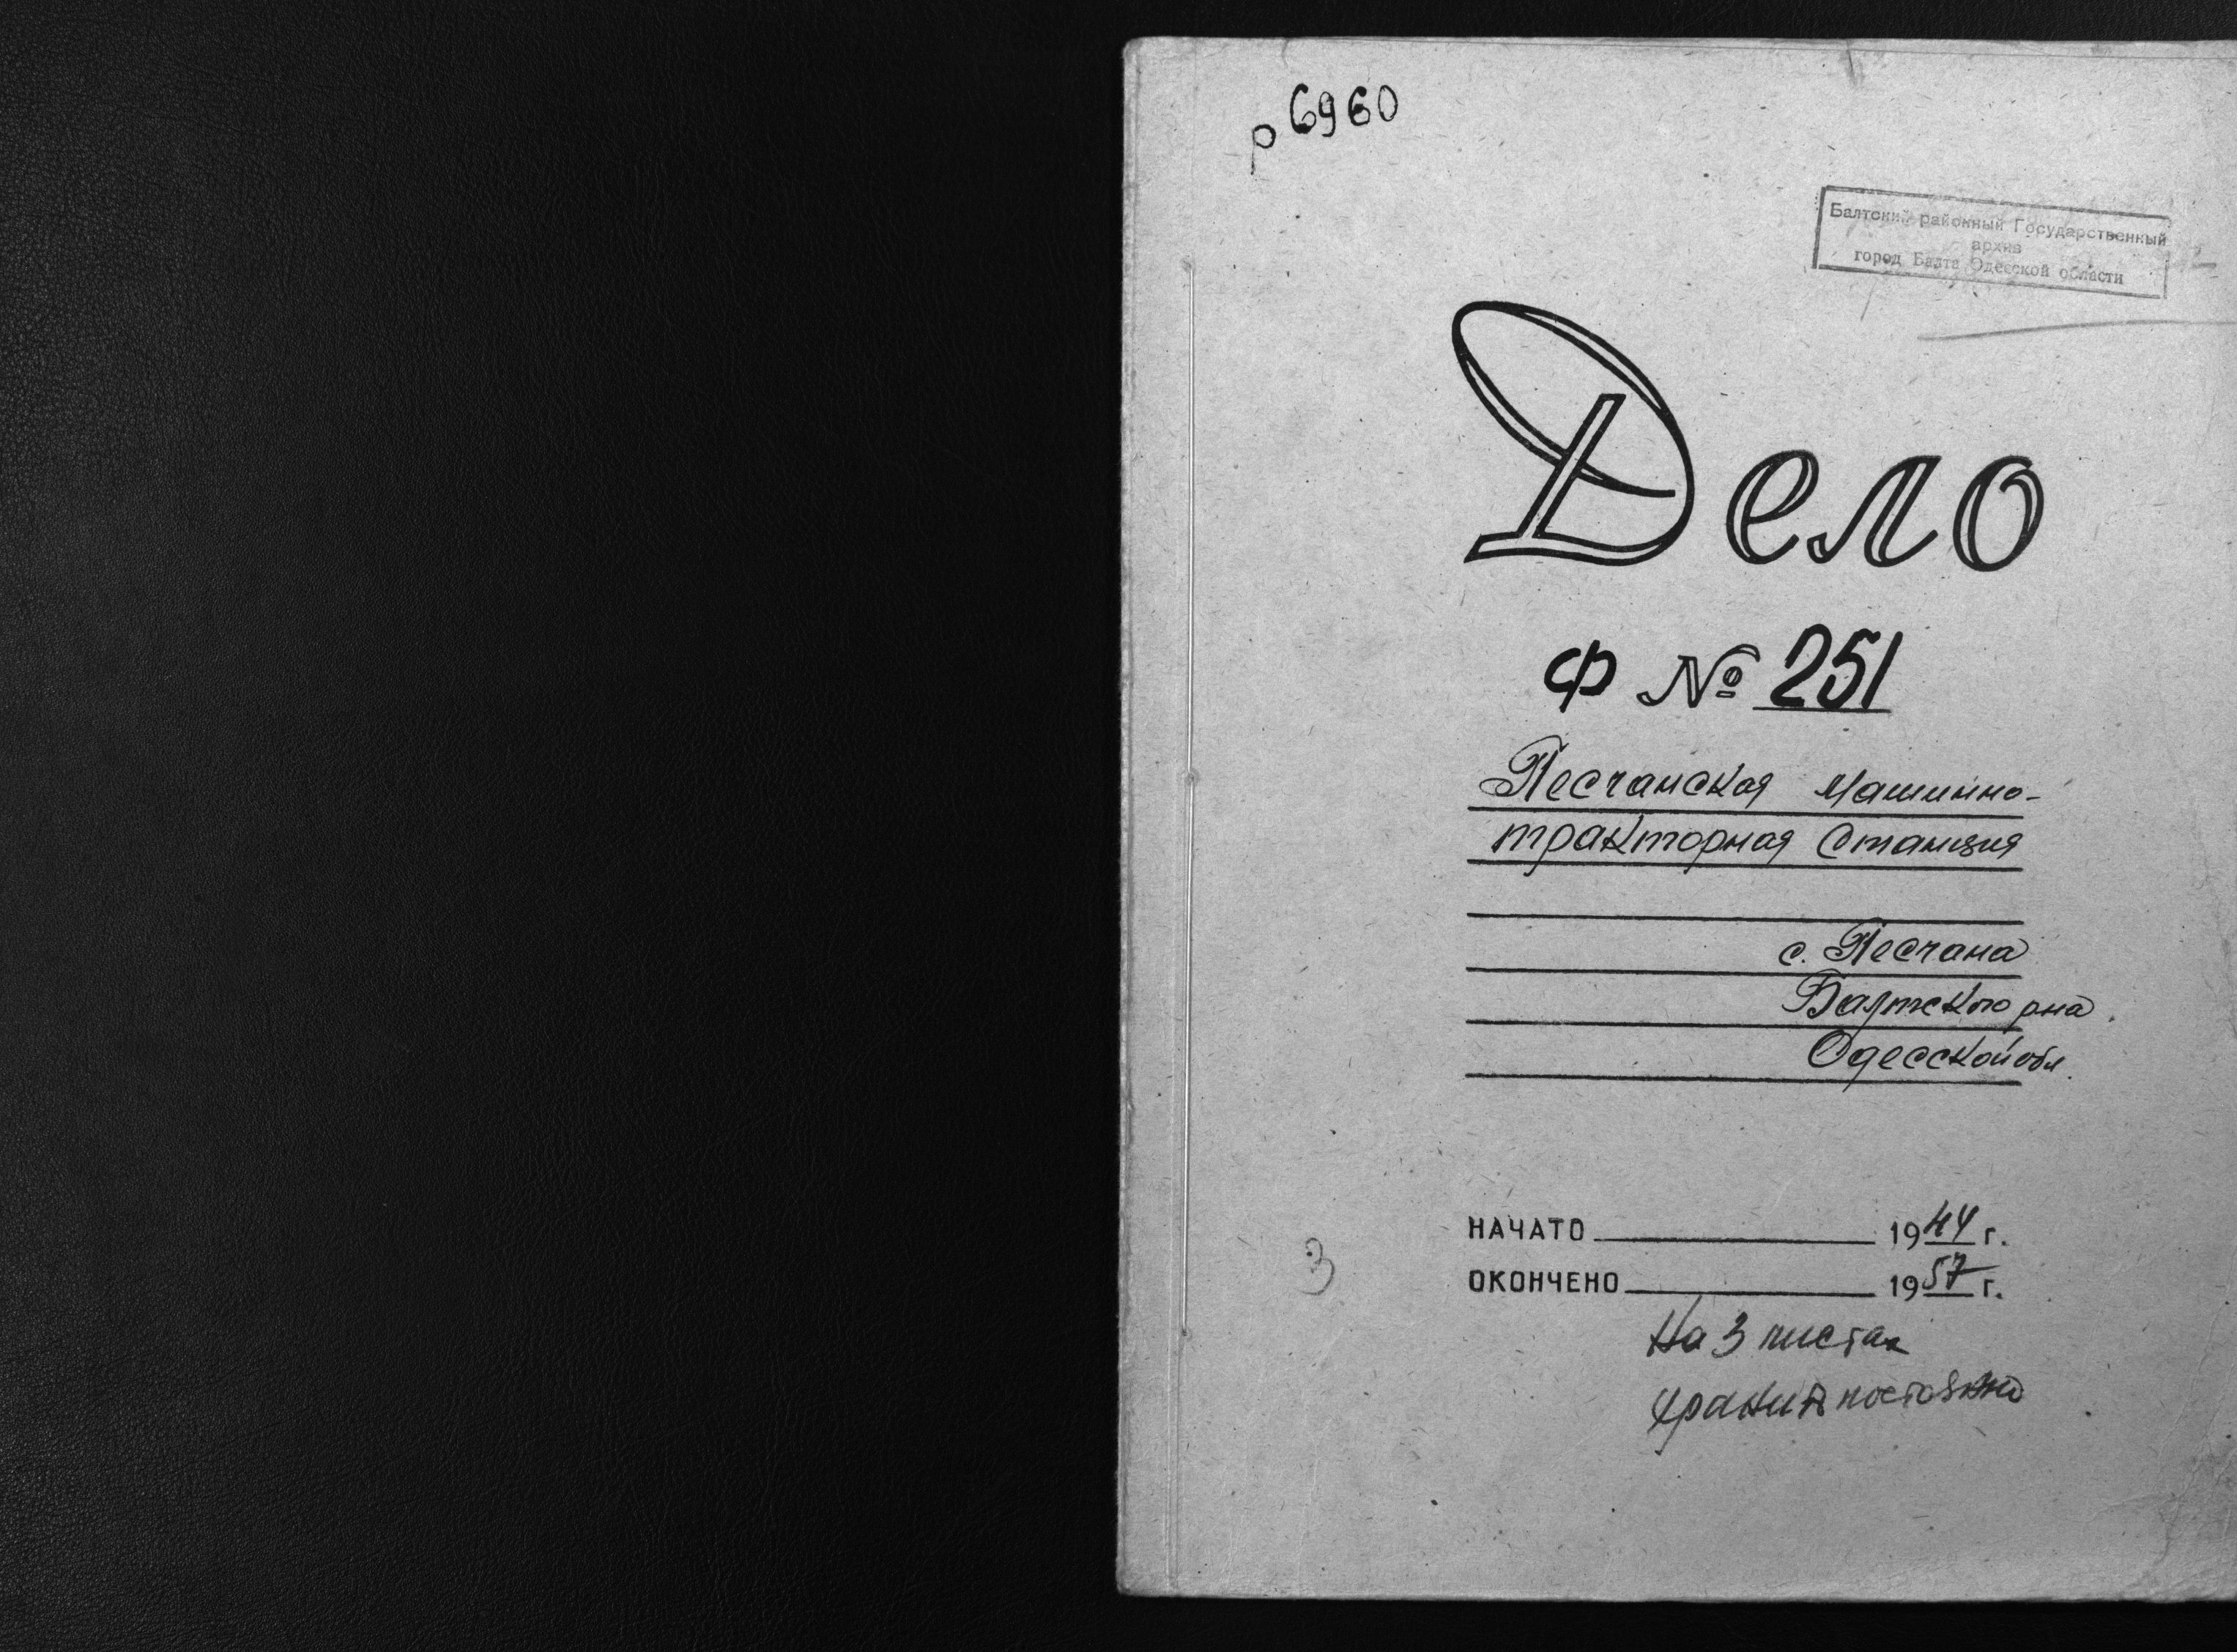 р 6960
Балтский районный Государственный
архив
город Балта Одесской области
Дело
Ф № 251
Песчанская Машинно-
тракторная Станция
с. Песчана
Балтского рна
Одесской обл.
НАЧАТО 1944 г.
3
ОКОНЧЕНО 1957 г.
На 3 листах
хранить постоянно